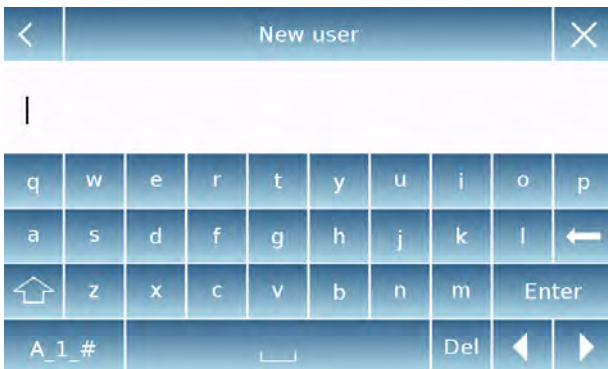 New user
q w e r t y u i o p
a s d f g h j k l
z x c v b n m Enter
A_1_# Del